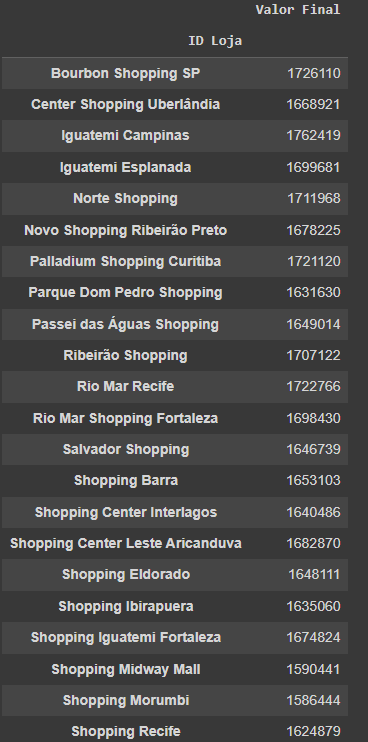 Valor Final
ID Loja
Bourbon Shopping SP 1726110
Center Shopping Uberlândia 1668921
Iguatemi Campinas 1762419
Iguatemi Esplanada 1699681
Norte Shopping 1711968
Novo Shopping Ribeirão Preto 1678225
Palladium Shopping Curitiba 1721120
Parque Dom Pedro Shopping 1631630
Passei das Águas Shopping 1649014
Ribeirão Shopping 1707122
Rio Mar Recife 1722766
Rio Mar Shopping Fortaleza 1698430
Salvador Shopping 1646739
Shopping Barra 1653103
Shopping Center Interlagos 1640486
Shopping Center Leste Aricanduva 1682870
Shopping Eldorado 1648111
Shopping Ibirapuera 1635060
Shopping Iguatemi Fortaleza 1674824
Shopping Midway Mall 1590441
Shopping Morumbi 1586444
Shopping Recife 1624879